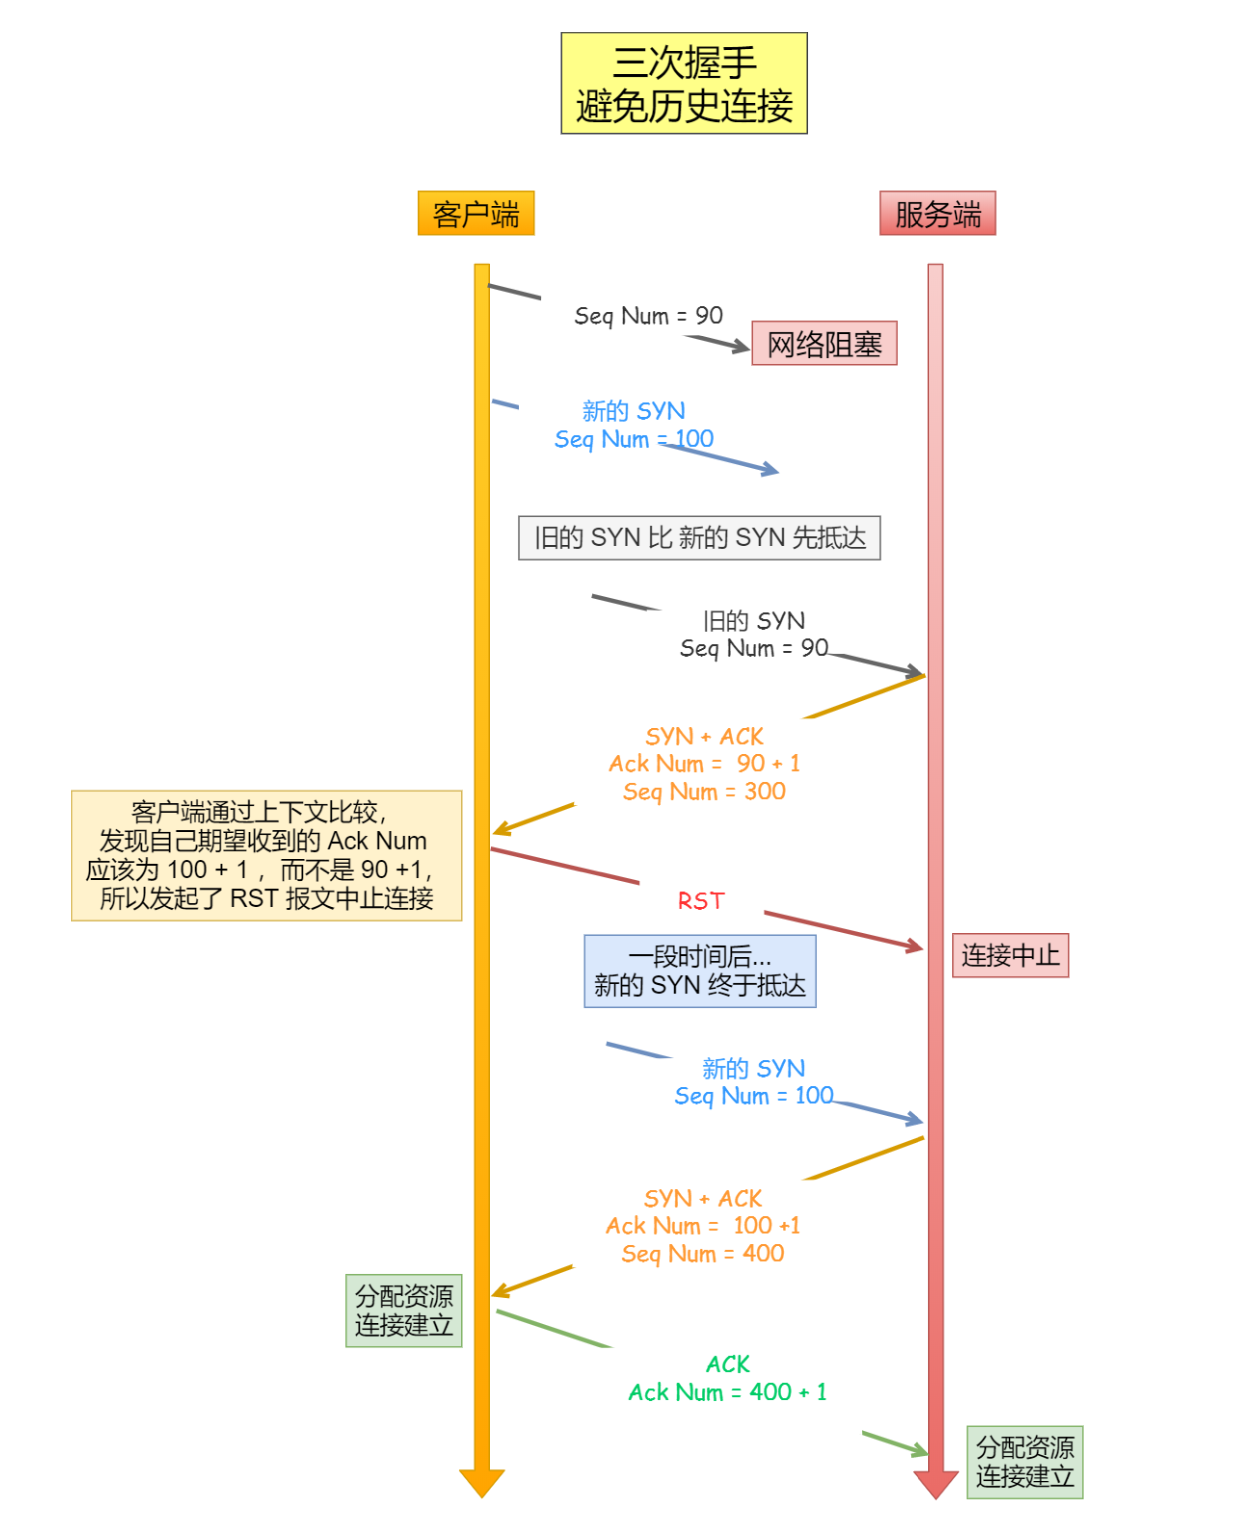 三次握手
避免历史连接
客户端
服务端
Seq Num = 90
网络阻塞
新的 SYN
Seq Num = 100
旧的 SYN 比 新的 SYN 先抵达
旧的 SYN
Seq Num = 90
SYN + ACK
Ack Num = 90 + 1
Seq Num = 300
客户端通过上下文比较,
发现自己期望收到的 Ack Num
应该为 100 + 1 ，而不是 90 +1，
所以发起了 RST 报文中止连接
RST
连接中止
一段时间后...
新的 SYN 终于抵达
新的 SYN
Seq Num = 100
SYN + ACK
Ack Num = 100 +1
Seq Num = 400
分配资源
连接建立
ACK
Ack Num = 400 + 1
分配资源
连接建立